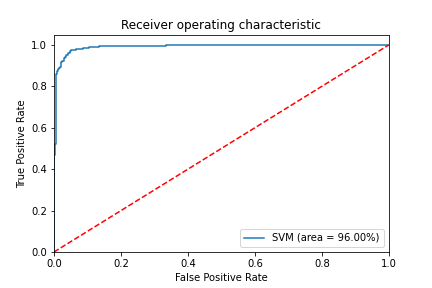 Receiver operating characteristic
True Positive Rate
1.0
0.8
0.6
0.4
0.2
0.0
SVM (area = 96.00%)
0.0 0.2 0.4 0.6 0.8 1.0
False Positive Rate